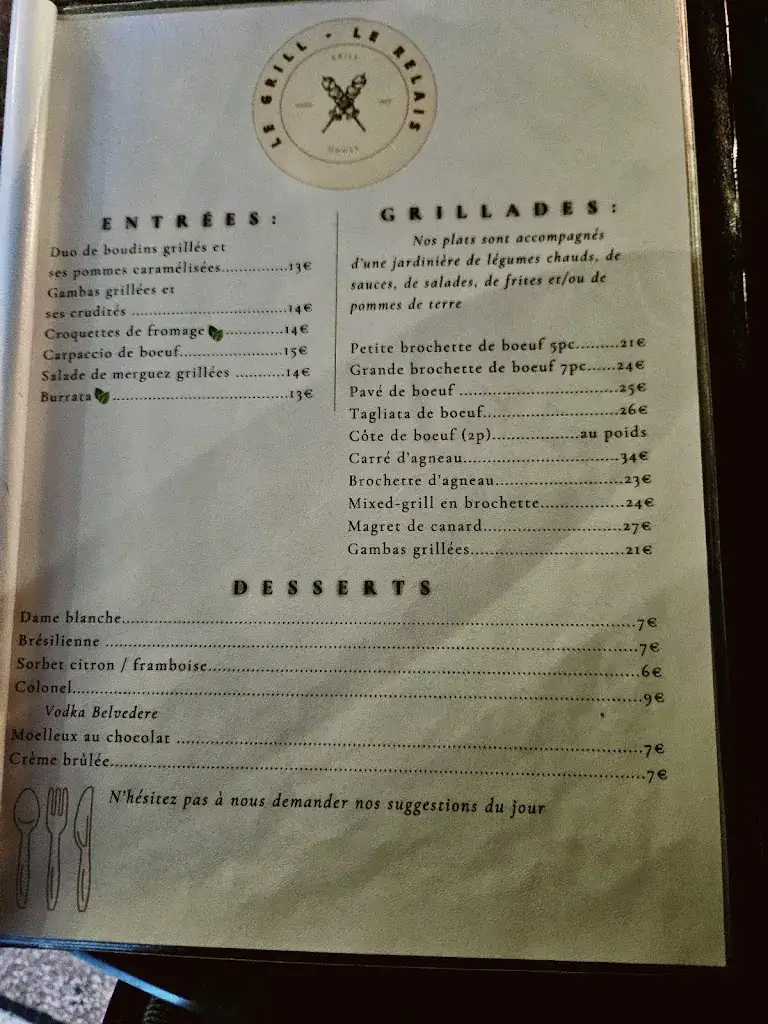 LE GRILL - LE RELAIS
GRILL
HOUSE
ENTRÉES:
Duo de boudins grillés et
ses pommes caramélisées..............13€
Gambas grillées et
ses crudités ......................................14€
Croquettes de fromage.............14€
Carpaccio de boeuf.....................15€
Salade de merguez grillées ...........14€
Burrata..........................................13€
GRILLADES:
Nos plats sont accompagnés
d'une jardinière de légumes chauds, de
sauces, de salades, de frites et/ou de
pommes de terre
Petite brochette de boeuf 5pc.........21€
Grande brochette de boeuf 7pc......24€
Pavé de boeuf .................................25€
Tagliata de boeuf............................26€
Côte de boeuf (2p)..................au poids
Carré d'agneau................................34€
Brochette d'agneau..........................23€
Mixed-grill en brochette.................24€
Magret de canard............................27€
Gambas grillées...............................21€
DESSERTS
Dame blanche..................................................................................7€
Brésilienne .....................................................................................7€
Sorbet citron / framboise..................................................................6€
Colonel............................................................................................9€
Vodka Belvedere
Moelleux au chocolat .......................................................................7€
Crème brûlée....................................................................................7€
N'hésitez pas à nous demander nos suggestions du jour